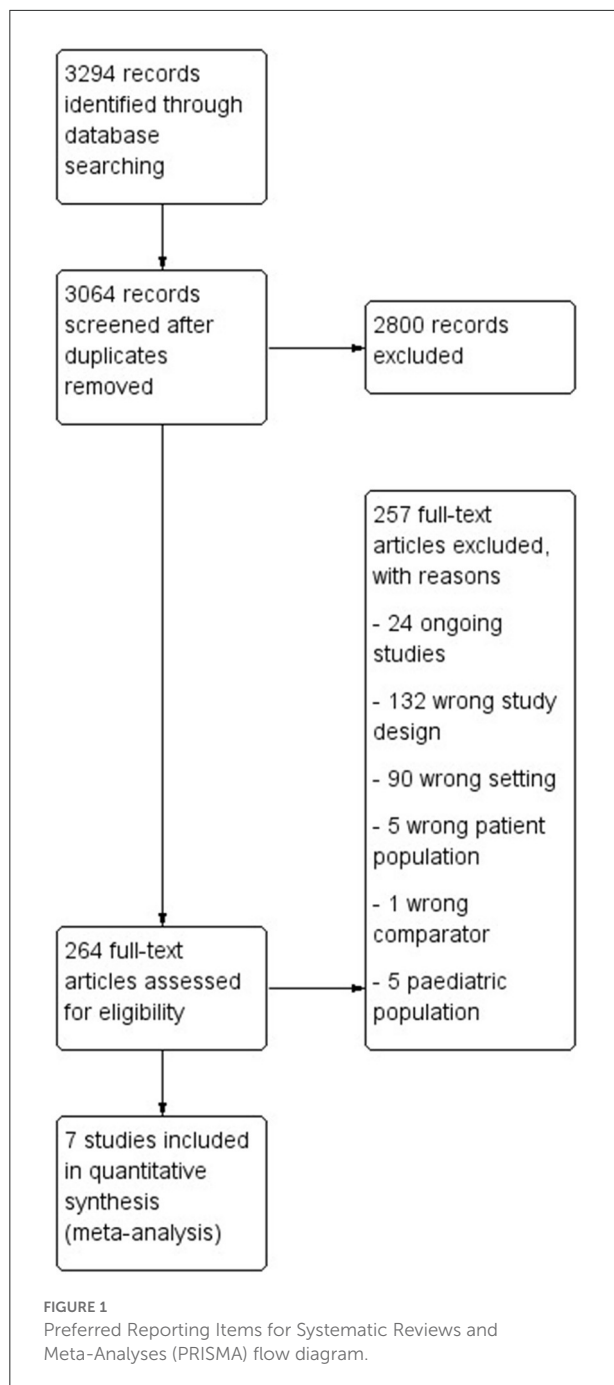 3294 records
identified through
database
searching
3064 records
screened after
duplicates
removed
2800 records
excluded
257 full-text
articles excluded,
with reasons
- 24 ongoing
studies
- 132 wrong study
design
- 90 wrong setting
- 5 wrong patient
population
- 1 wrong
comparator
- 5 paediatric
population
264 full-text
articles assessed
for eligibility
7 studies included
in quantitative
synthesis
(meta-analysis)
FIGURE 1
Preferred Reporting Items for Systematic Reviews and
Meta-Analyses (PRISMA) flow diagram.